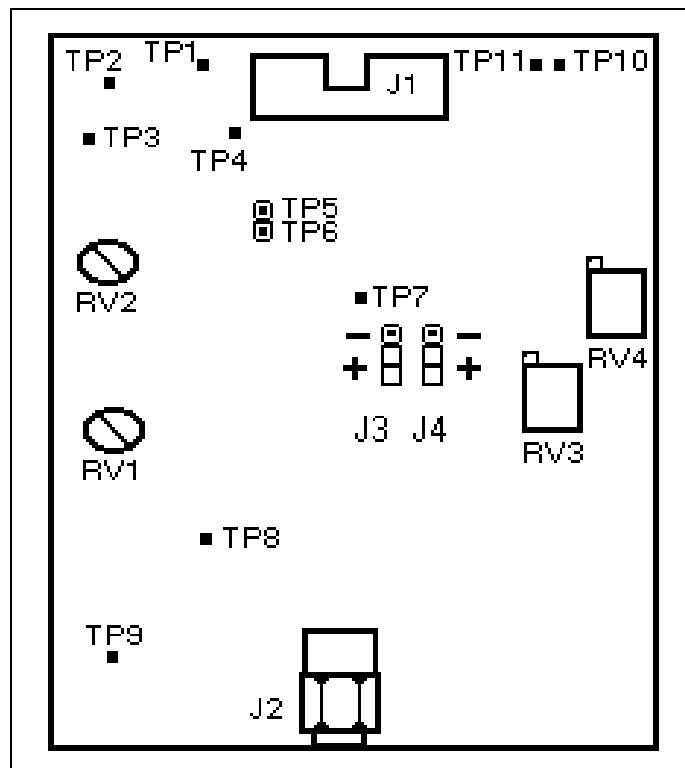 TP2 TP1 TP11 TP10
J1
TP3
TP4
TP5
TP6
RV2
TP7
− −
RV4
+ +
J3 J4
RV3
RV1
TP8
TP9
J2